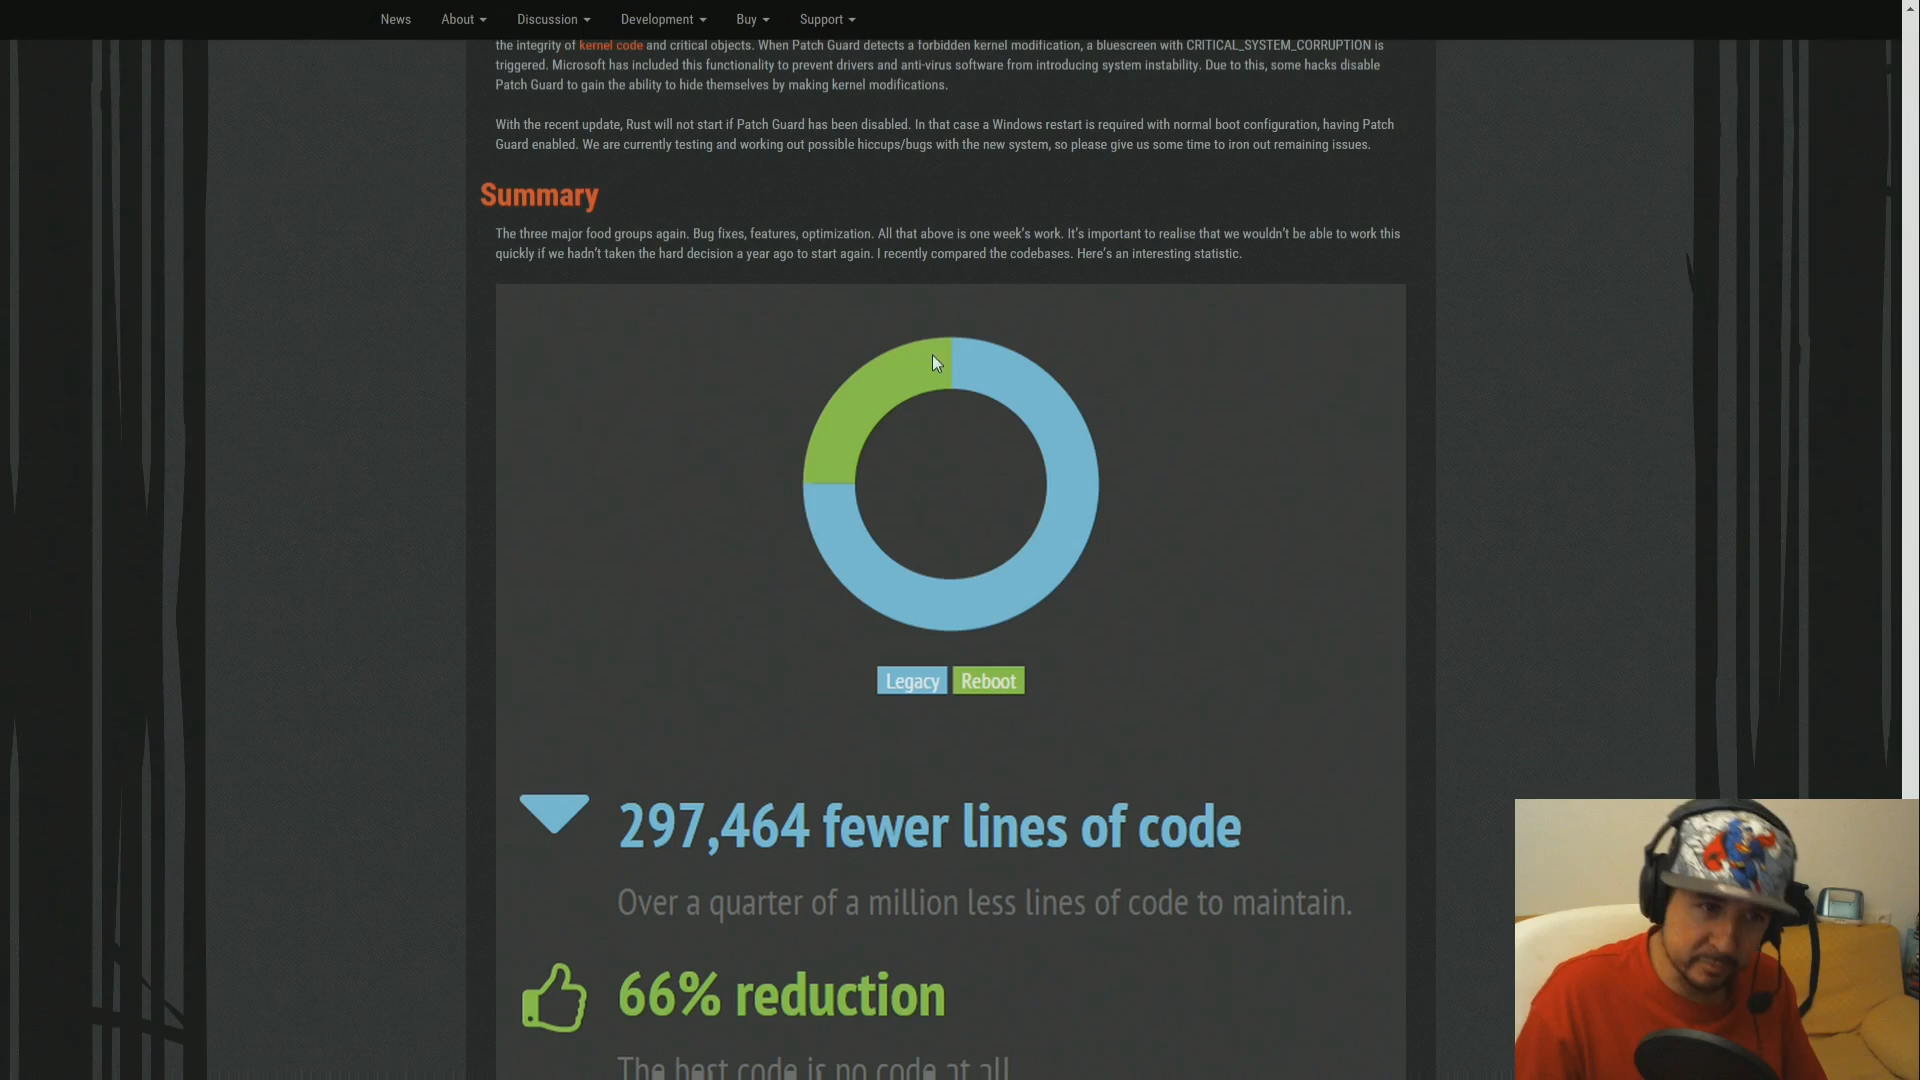 News About Discussion Development Buy Support
the integrity of kernel code and critical objects. When Patch Guard detects a forbidden kernel modification, a bluescreen with CRITICAL_SYSTEM_CORRUPTION is
triggered. Microsoft has included this functionality to prevent drivers and anti-virus software from introducing system instability. Due to this, some hacks disable
Patch Guard to gain the ability to hide themselves by making kernel modifications.
With the recent update, Rust will not start if Patch Guard has been disabled. In that case a Windows restart is required with normal boot configuration, having Patch
Guard enabled. We are currently testing and working out possible hiccups/bugs with the new system, so please give us some time to iron out remaining issues.
Summary
The three major food groups again. Bug fixes, features, optimization. All that above is one week's work. It's important to realise that we wouldn't be able to work this
quickly if we hadn't taken the hard decision a year ago to start again. I recently compared the codebases. Here's an interesting statistic.
Legacy Reboot
297,464 fewer lines of code
Over a quarter of a million less lines of code to maintain.
66% reduction
The best code is no code at all